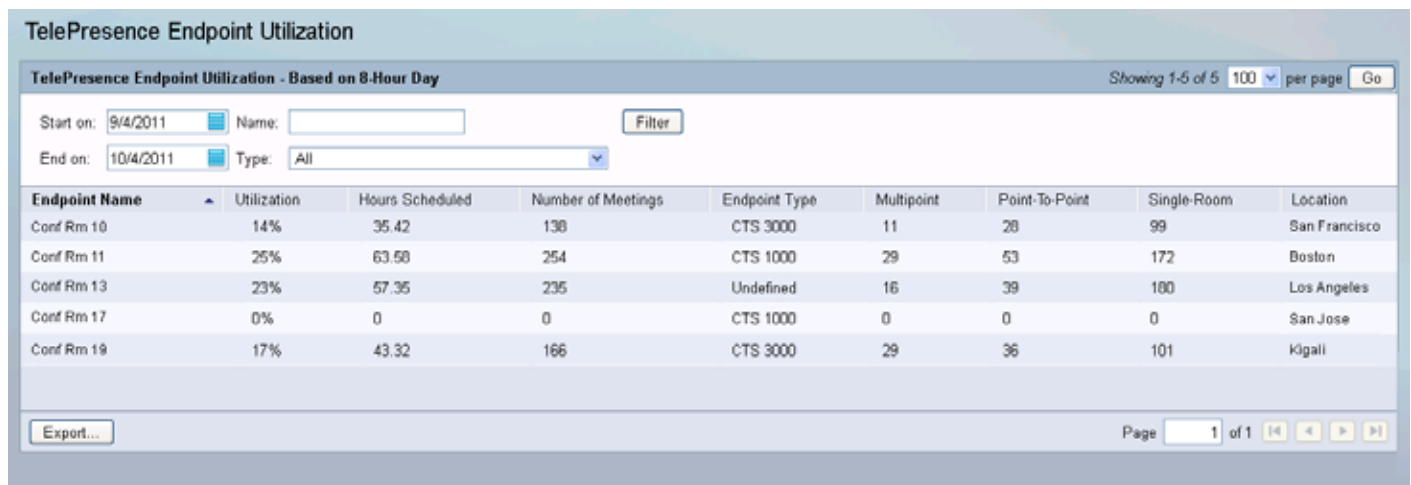 TelePresence Endpoint Utilization
TelePresence Endpoint Utilization - Based on 8-Hour Day Showing 1-5 of 5 100 per page Go
Start on: 9/4/2011 Name: Filter
End on: 10/4/2011 Type: All
Endpoint Name Utilization Hours Scheduled Number of Meetings Endpoint Type Multipoint Point-To-Point Single-Room Location
Conf Rm 10 14% 35.42 138 CTS 3000 11 28 99 San Francisco
Conf Rm 11 25% 63.58 254 CTS 1000 29 53 172 Boston
Conf Rm 13 23% 57.35 235 Undefined 16 39 180 Los Angeles
Conf Rm 17 0% 0 0 CTS 1000 0 0 0 San Jose
Conf Rm 19 17% 43.32 166 CTS 3000 29 36 101 Kigali
Export... Page 1 of 1